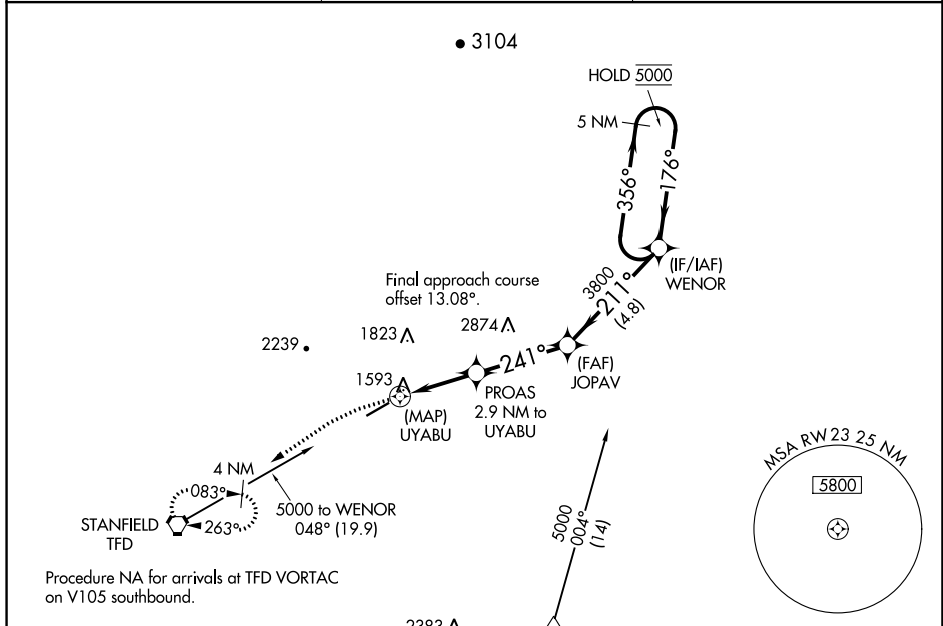 3104
HOLD 5000
5 NM
356°
176°
(IF/IAF)
WENOR
3800
211°
(4.8)
Final approach course
offset 13.08°.
1823
2874
2239
241°
(FAF)
JOPAV
1593
PROAS
2.9 NM to
UYABU
(MAP)
UYABU
MSA RW 23 25 NM
5800
4 NM
083°
263°
5000 to WENOR
048° (19.9)
STANFIELD
TFD
5000
004°
(14)
Procedure NA for arrivals at TFD VORTAC
on V105 southbound.
2383